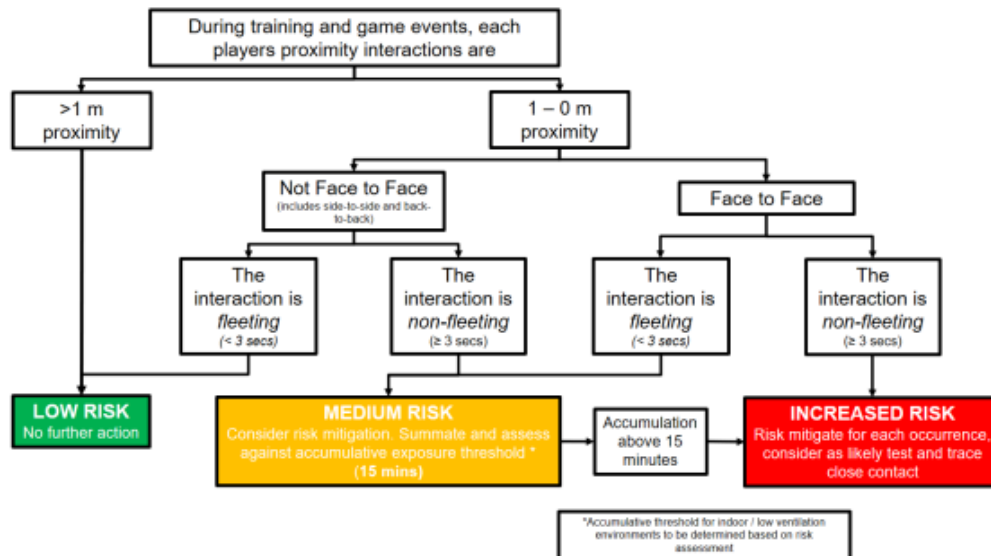 During training and game events, each
players proximity interactions are
>1 m
proximity
1 – 0 m
proximity
Not Face to Face
(includes side-to-side and back-
to-back)
Face to Face
The
interaction is
fleeting
(< 3 secs)
The
interaction is
non-fleeting
(≥ 3 secs)
The
interaction is
fleeting
(< 3 secs)
The
interaction is
non-fleeting
(≥ 3 secs)
LOW RISK
No further action
MEDIUM RISK
Consider risk mitigation. Summate and assess
against accumulative exposure threshold *
(15 mins)
Accumulation
above 15
minutes
INCREASED RISK
Risk mitigate for each occurrence,
consider as likely test and trace
close contact
*Accumulative threshold for indoor / low ventilation
environments to be determined based on risk
assessment